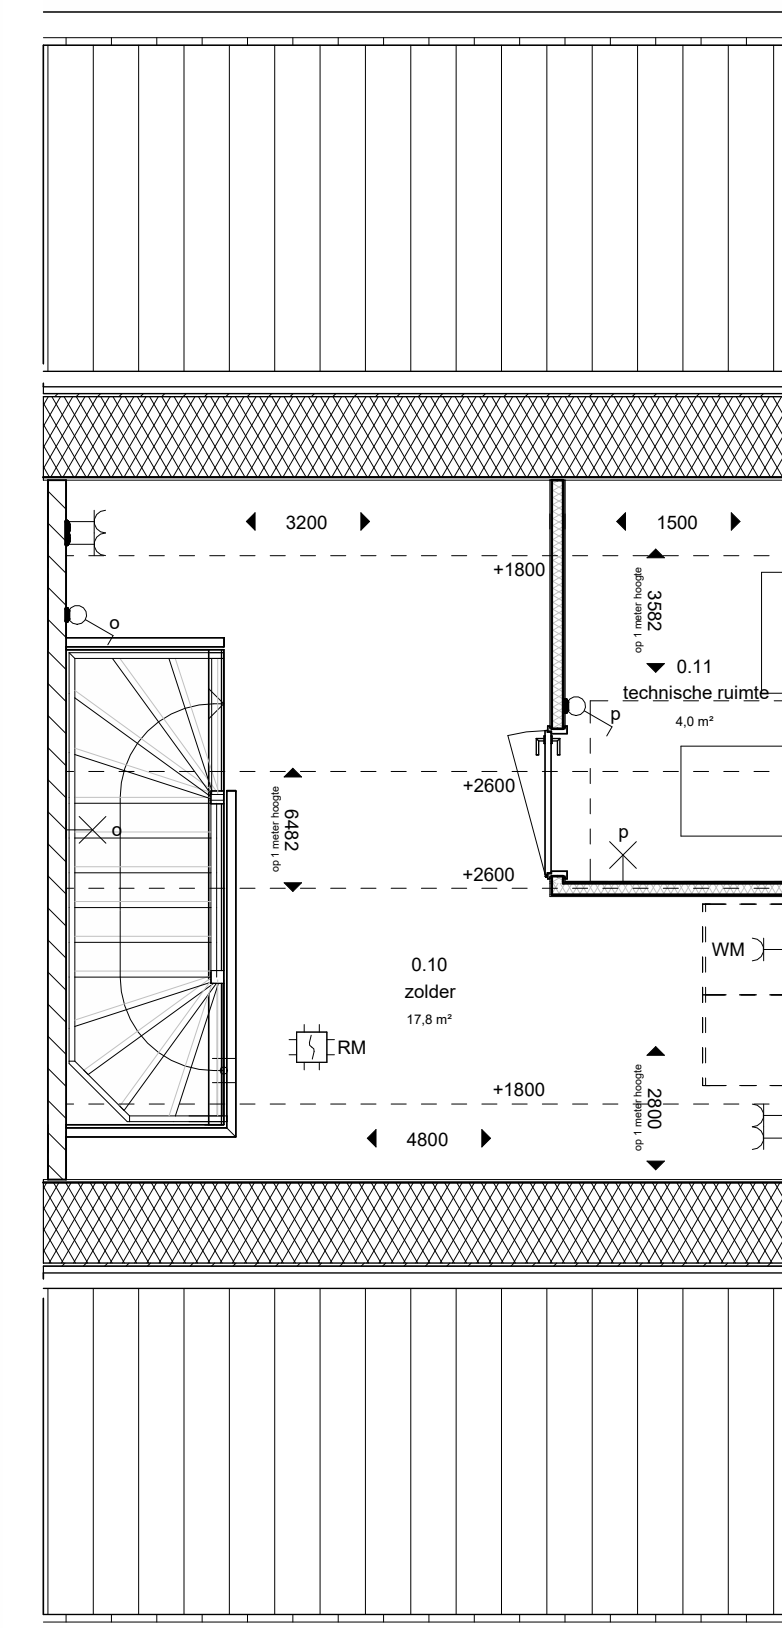 3200
1500
+1800
3582
op 1 meter hoogte
o
0.11
technische ruimte
4,0 m²
p
+2600
6482
op 1 meter hoogte
o
p
+2600
WM
0.10
zolder
17,8 m²
RM
+1800
2800
op 1 meter hoogte
4800